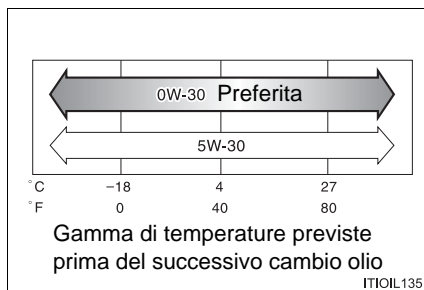 0W-30 Preferita
5W-30
°C −18 4 27
°F 0 40 80
Gamma di temperature previste
prima del successivo cambio olio
ITIOIL135